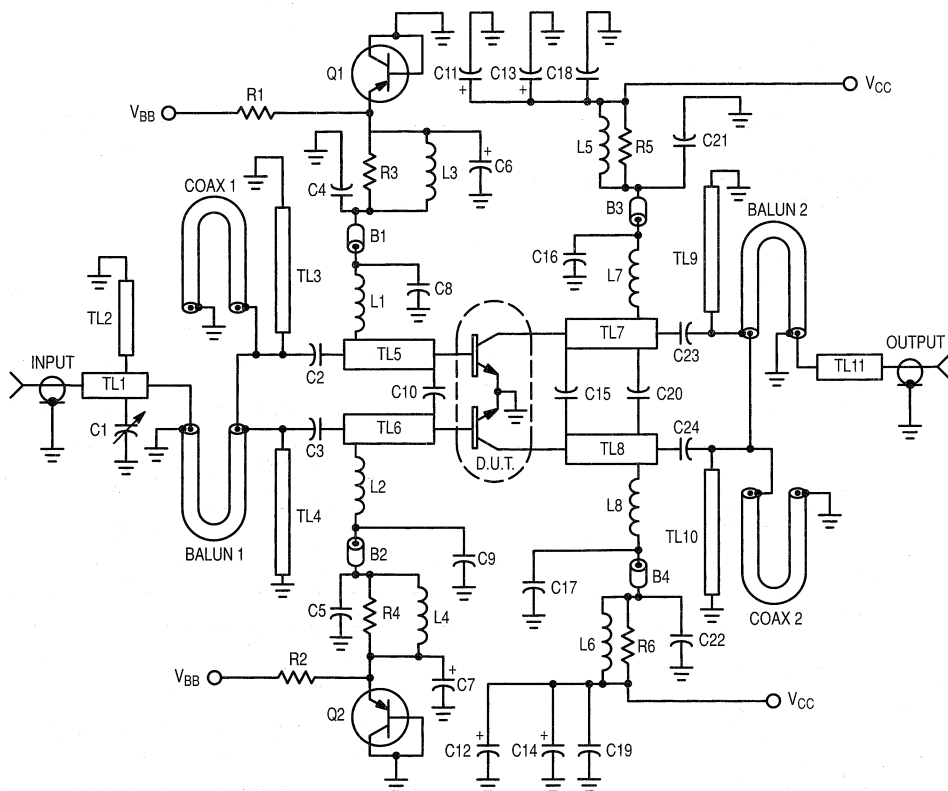 Q1
C11
+
C13
+
C18
VCC
VBB
R1
L5
R5
C21
C4
R3
L3
+
C6
COAX 1
B3
BALUN 2
B1
C16
TL9
TL3
L7
TL2
L1
C8
INPUT
TL7
OUTPUT
TL1
TL5
C23
TL11
C2
C10
C15
C20
C1
TL6
C24
C3
TL8
D.U.T.
L2
L8
TL4
TL10
BALUN 1
B2
C9
B4
C17
C5
R4
L4
COAX 2
L6
R6
C22
R2
VBB
+
C7
VCC
Q2
+
C12
+
C14
C19